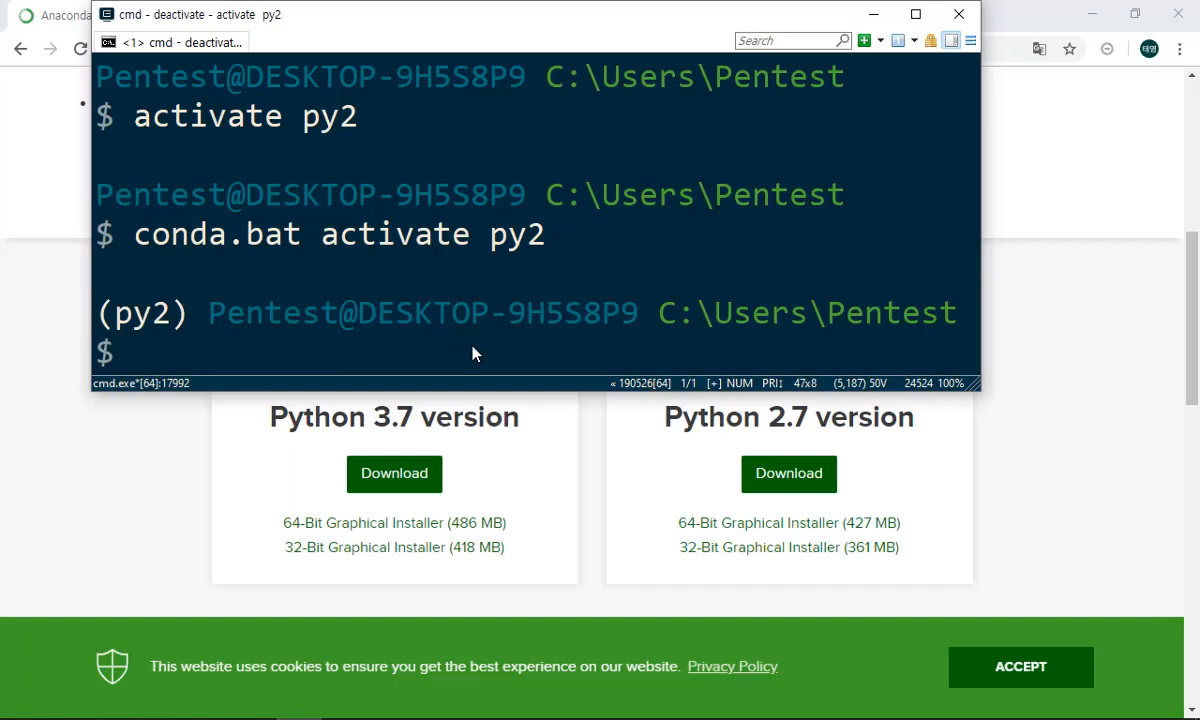 Anaconda
cmd - deactivate - activate  py2
<1> cmd - deactivat...
Search
태영
Pentest@DESKTOP-9H5S8P9 C:\Users\Pentest
$ activate py2
Pentest@DESKTOP-9H5S8P9 C:\Users\Pentest
$ conda.bat activate py2
(py2) Pentest@DESKTOP-9H5S8P9 C:\Users\Pentest
$
cmd.exe*[64]:17992
« 190526[64] 1/1 [+] NUM PRI↕ 47x8 (5,187) 50V 24524 100%
Python 3.7 version
Download
64-Bit Graphical Installer (486 MB)
32-Bit Graphical Installer (418 MB)
Python 2.7 version
Download
64-Bit Graphical Installer (427 MB)
32-Bit Graphical Installer (361 MB)
This website uses cookies to ensure you get the best experience on our website. Privacy Policy
ACCEPT